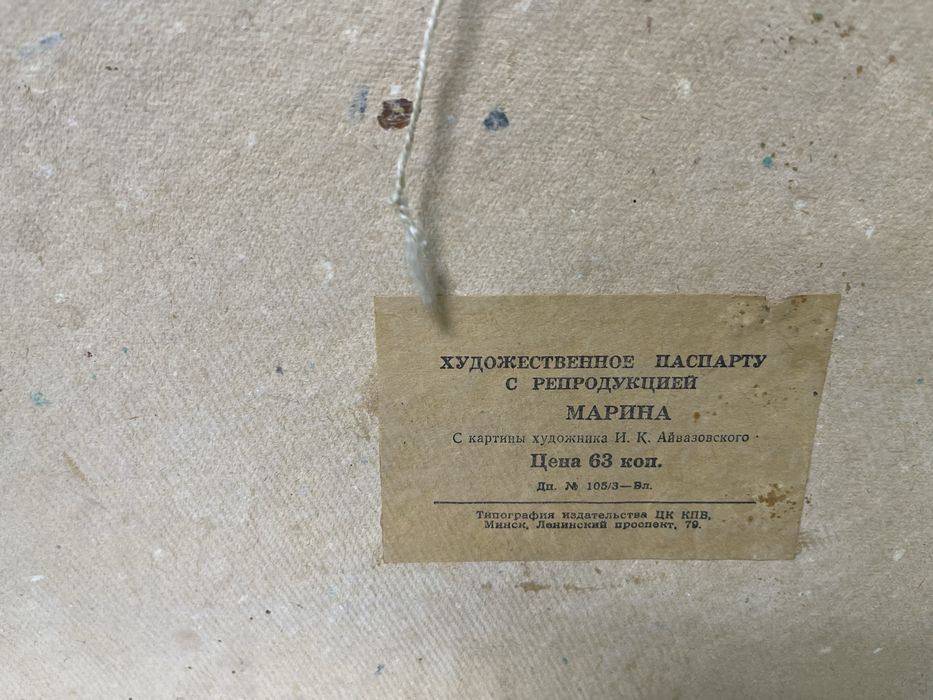 ХУДОЖЕСТВЕННОЕ ПАСПАРТУ
С РЕПРОДУКЦИЕЙ
МАРИНА
С картины художника И. К. Айвазовского
Цена 63 коп.
Дп. № 105/3—Вл.
Типография издательства ЦК КПБ,
Минск, Ленинский проспект, 79.